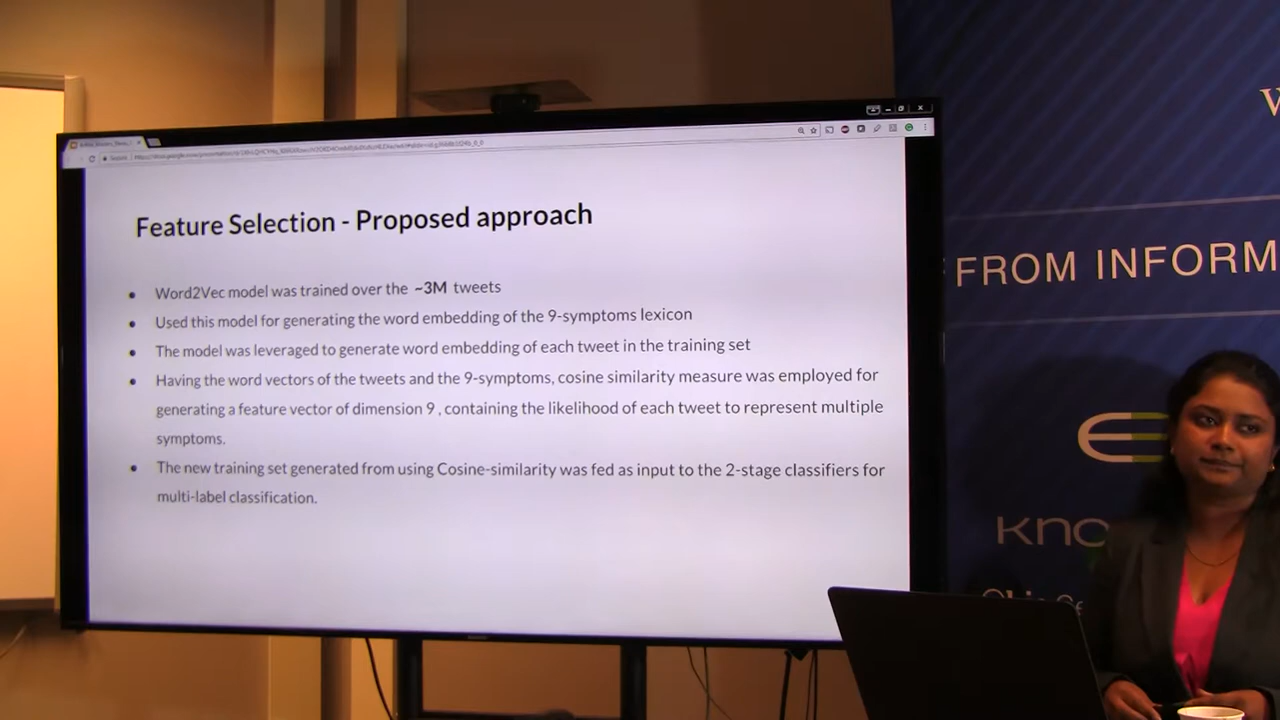 Feature Selection - Proposed approach
Word2Vec model was trained over the ~3M tweets
Used this model for generating the word embedding of the 9-symptoms lexicon
The model was leveraged to generate word embedding of each tweet in the training set
Having the word vectors of the tweets and the 9-symptoms, cosine similarity measure was employed for
generating a feature vector of dimension 9 , containing the likelihood of each tweet to represent multiple
symptoms.
The new training set generated from using Cosine-similarity was fed as input to the 2-stage classifiers for
multi-label classification.
W
FROM INFORM
KNO